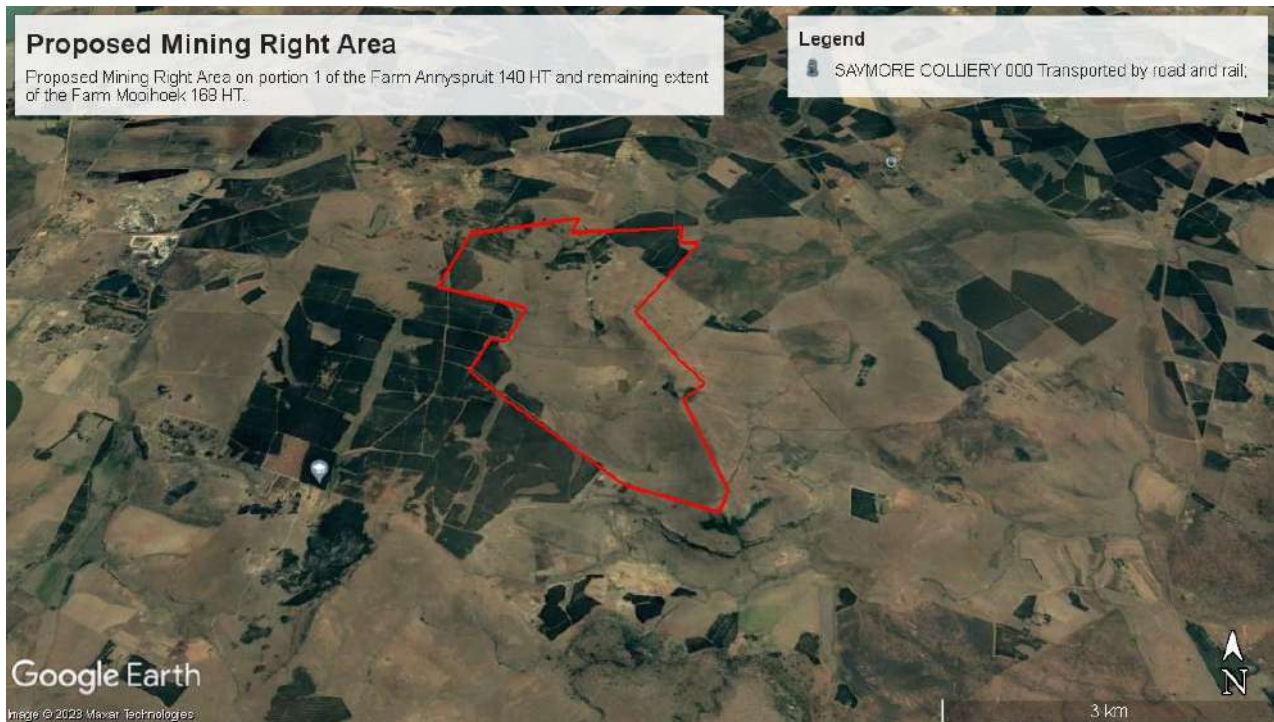 Proposed Mining Right Area
Proposed Mining Right Area on portion 1 of the Farm Annyspruit 140 HT and remaining extent
of the Farm Mooihoek 168 HT.
Legend
SAVMORE COLLIERY 000 Transported by road and rail;
Google Earth
Image © 2023 Maxar Technologies
N
3 km